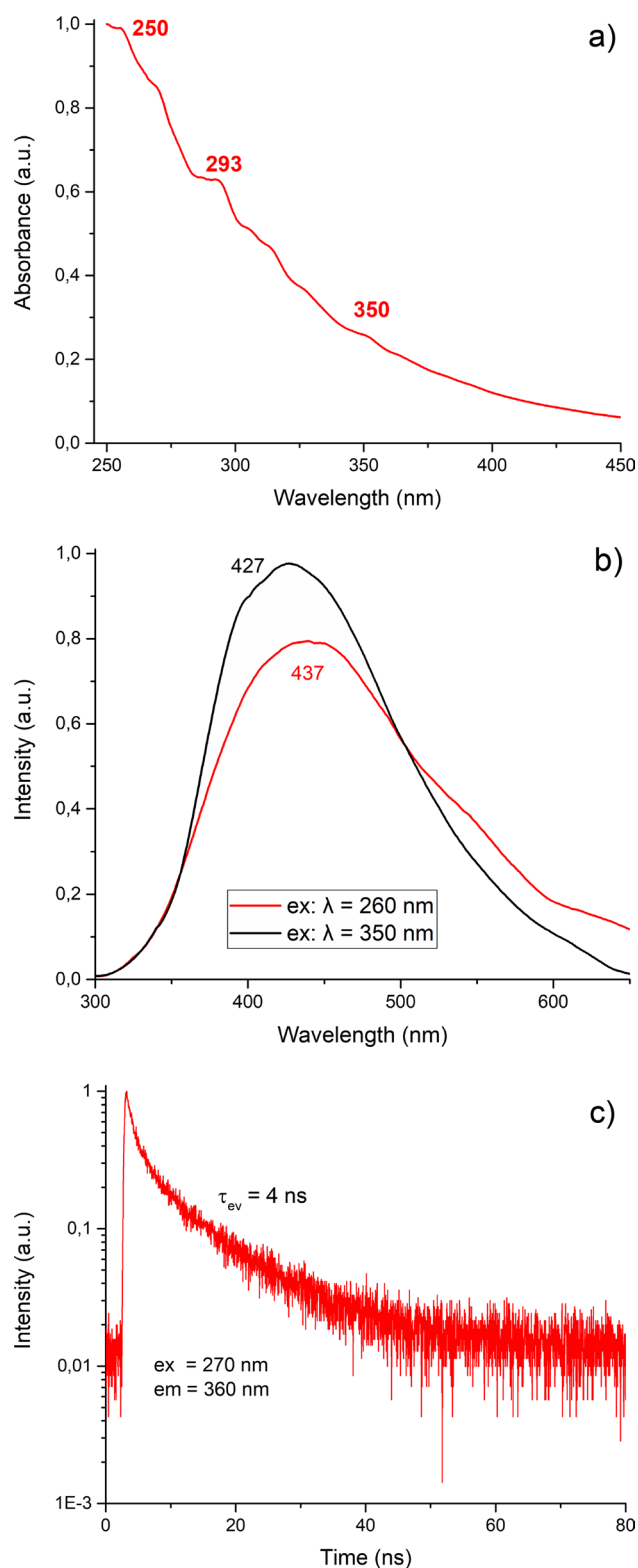 a)
250
293
350
1,0
0,8
0,6
0,4
0,2
0,0
Absorbance (a.u.)
250 300 350 400 450
Wavelength (nm)
b)
427
437
1,0
0,8
0,6
0,4
0,2
0,0
Intensity (a.u.)
ex: λ = 260 nm
ex: λ = 350 nm
300 400 500 600
Wavelength (nm)
c)
1
0,1
0,01
1E-3
Intensity (a.u.)
τev = 4 ns
ex = 270 nm
em = 360 nm
0 20 40 60 80
Time (ns)